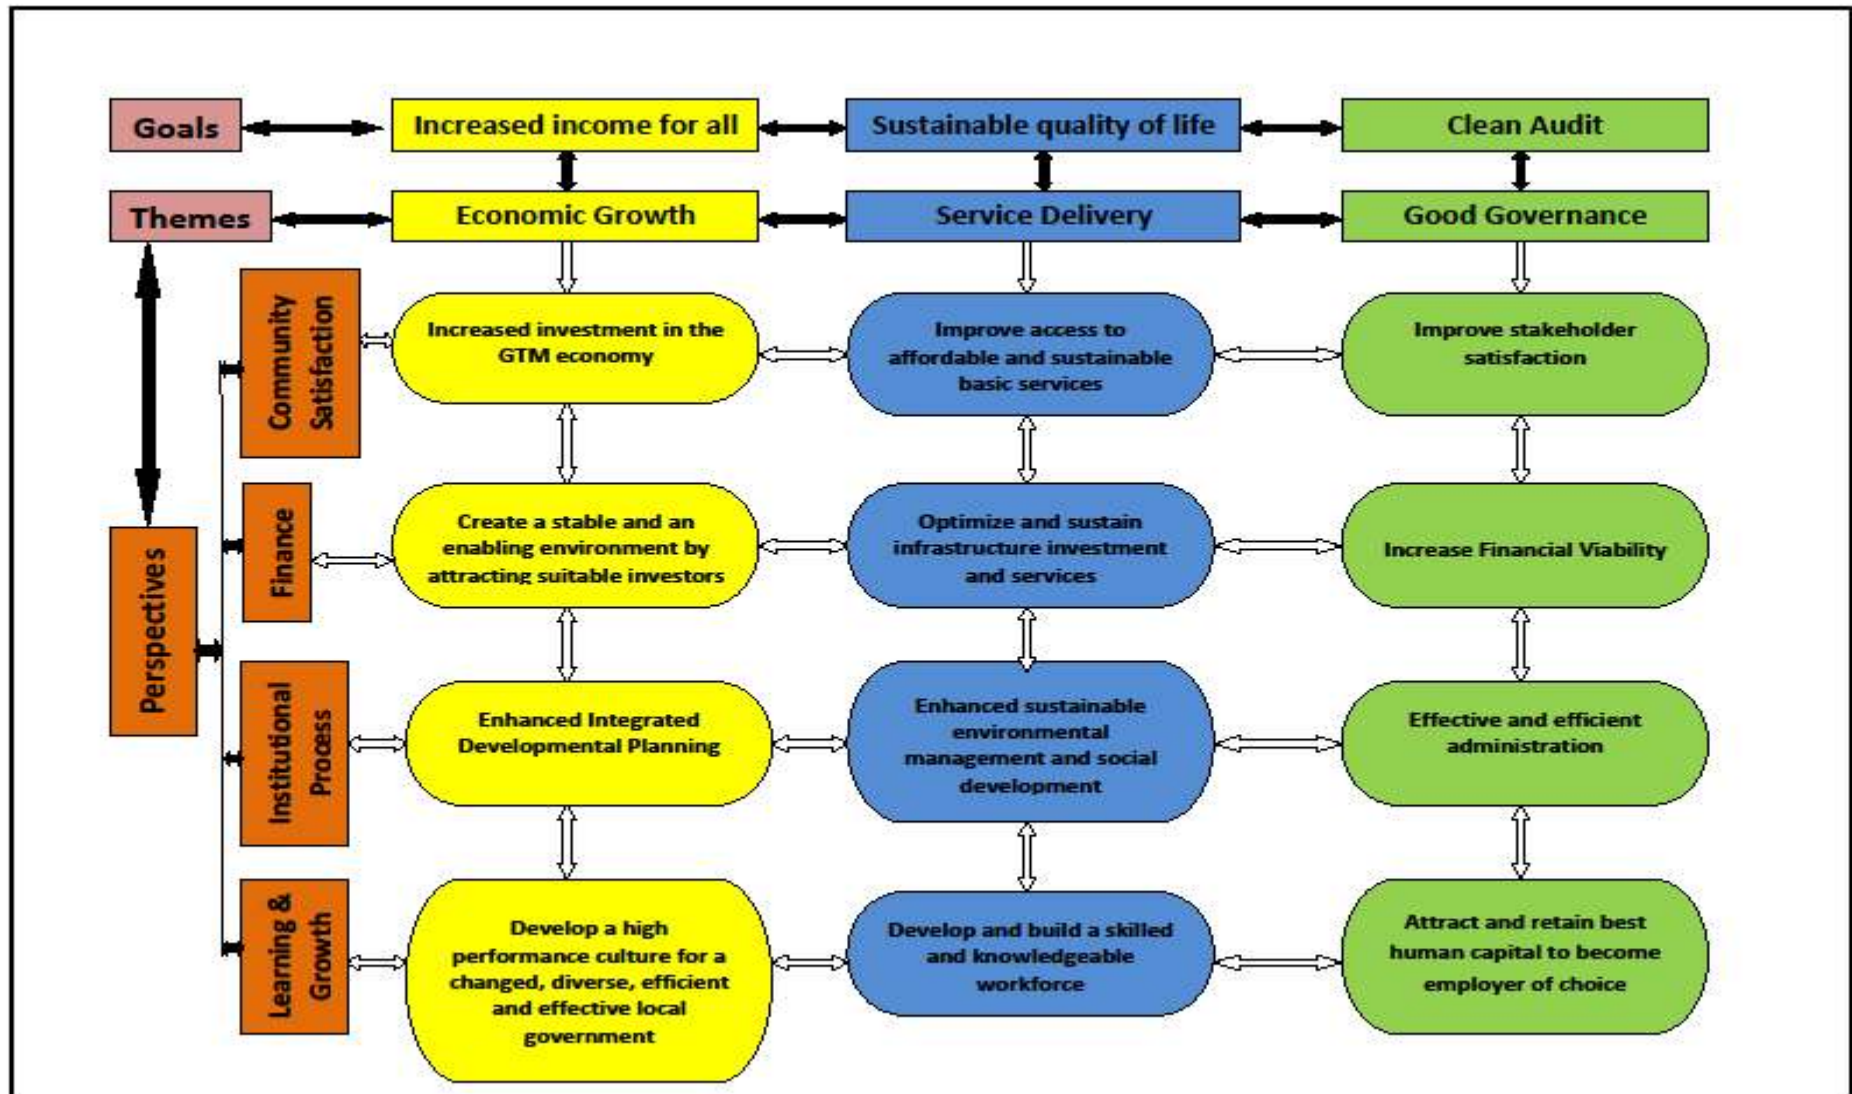 Goals
Increased income for all
Sustainable quality of life
Clean Audit
Themes
Economic Growth
Service Delivery
Good Governance
Perspectives
Community
Satisfaction
Increased investment in the
GTM economy
Improve access to
affordable and sustainable
basic services
Improve stakeholder
satisfaction
Finance
Create a stable and an
enabling environment by
attracting suitable investors
Optimize and sustain
infrastructure investment
and services
Increase Financial Viability
Institutional
Process
Enhanced Integrated
Developmental Planning
Enhanced sustainable
environmental
management and social
development
Effective and efficient
administration
Learning &
Growth
Develop a high
performance culture for a
changed, diverse, efficient
and effective local
government
Develop and build a skilled
and knowledgeable
workforce
Attract and retain best
human capital to become
employer of choice